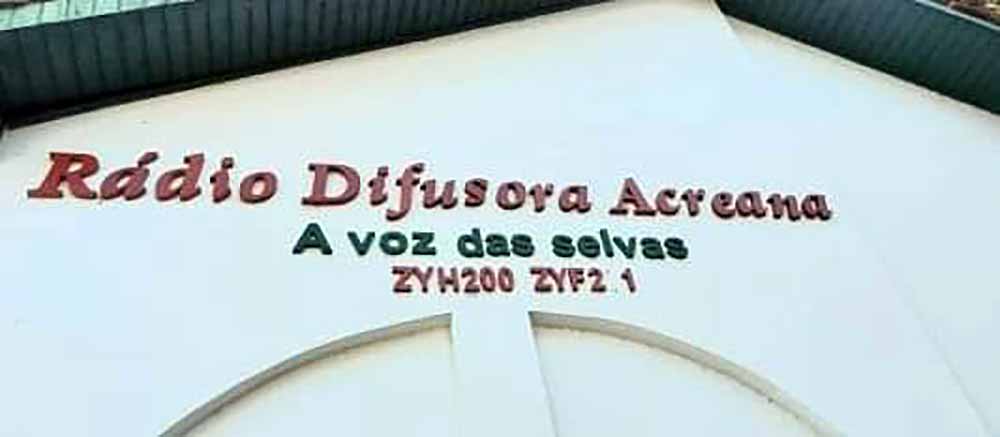 Rádio Difusora Acreana
A voz das selvas
ZYH200 ZYF2 1